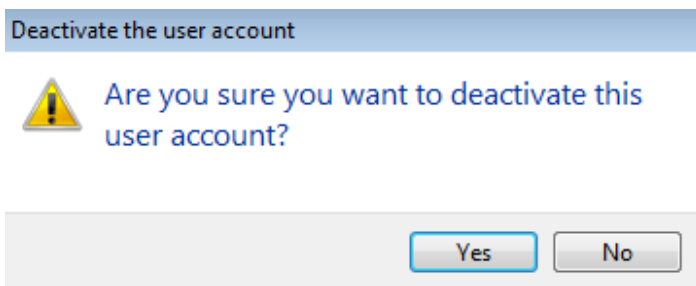 Deactivate the user account
Are you sure you want to deactivate this
user account?
Yes
No